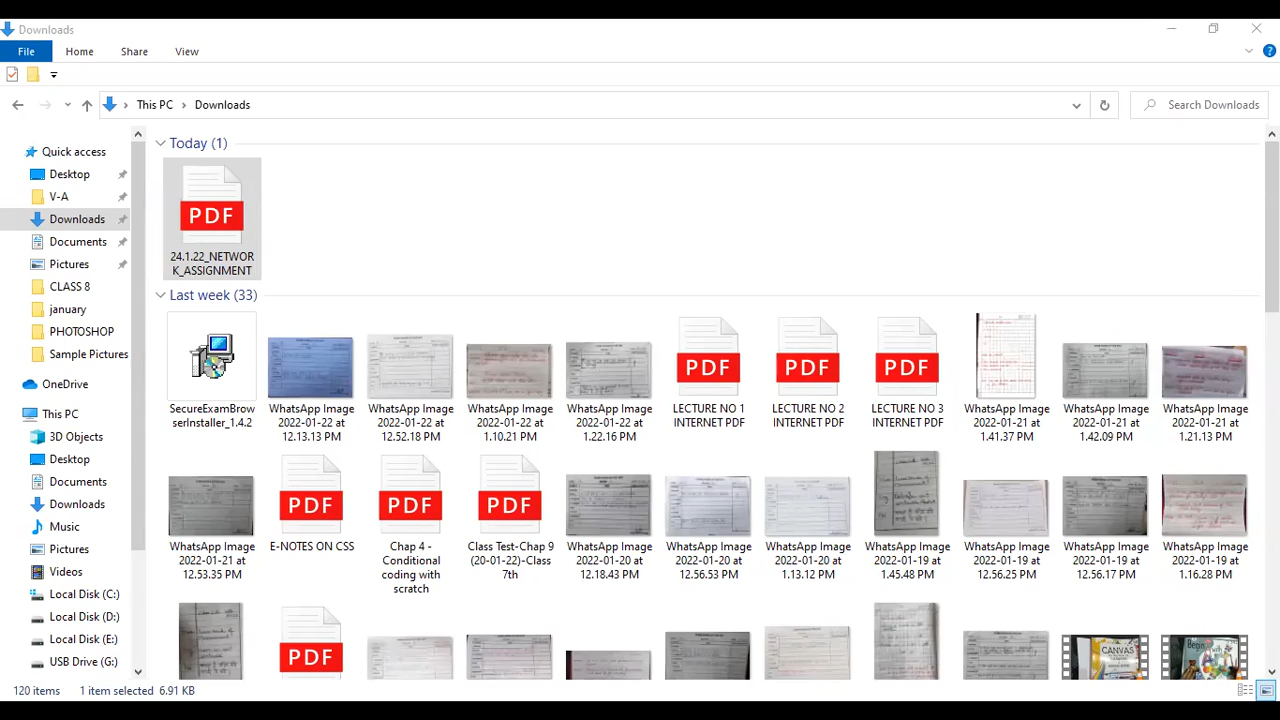 Downloads
File
Home
Share
View
This PC
Downloads
Search Downloads
Quick access
Desktop
V-A
Downloads
Documents
Pictures
CLASS 8
january
PHOTOSHOP
Sample Pictures
OneDrive
This PC
3D Objects
Desktop
Documents
Downloads
Music
Pictures
Videos
Local Disk (C:)
Local Disk (D:)
Local Disk (E:)
USB Drive (G:)
Today (1)
PDF
24.1.22_NETWOR
K_ASSIGNMENT
Last week (33)
PDF
PDF
PDF
SecureExamBrow
serInstaller_1.4.2
WhatsApp Image
2022-01-22 at
12.13.13 PM
WhatsApp Image
2022-01-22 at
12.52.18 PM
WhatsApp Image
2022-01-22 at
1.10.21 PM
WhatsApp Image
2022-01-22 at
1.22.16 PM
LECTURE NO 1
INTERNET PDF
LECTURE NO 2
INTERNET PDF
LECTURE NO 3
INTERNET PDF
WhatsApp Image
2022-01-21 at
1.41.37 PM
WhatsApp Image
2022-01-21 at
1.42.09 PM
WhatsApp Image
2022-01-21 at
1.21.13 PM
PDF
PDF
PDF
WhatsApp Image
2022-01-21 at
12.53.35 PM
E-NOTES ON CSS
Chap 4 -
Conditional
coding with
scratch
Class Test-Chap 9
(20-01-22)-Class
7th
WhatsApp Image
2022-01-20 at
12.18.43 PM
WhatsApp Image
2022-01-20 at
12.56.53 PM
WhatsApp Image
2022-01-20 at
1.13.12 PM
WhatsApp Image
2022-01-19 at
1.45.48 PM
WhatsApp Image
2022-01-19 at
12.56.25 PM
WhatsApp Image
2022-01-19 at
12.56.17 PM
WhatsApp Image
2022-01-19 at
1.16.28 PM
PDF
CANVAS
Begin
120 items
1 item selected 6.91 KB